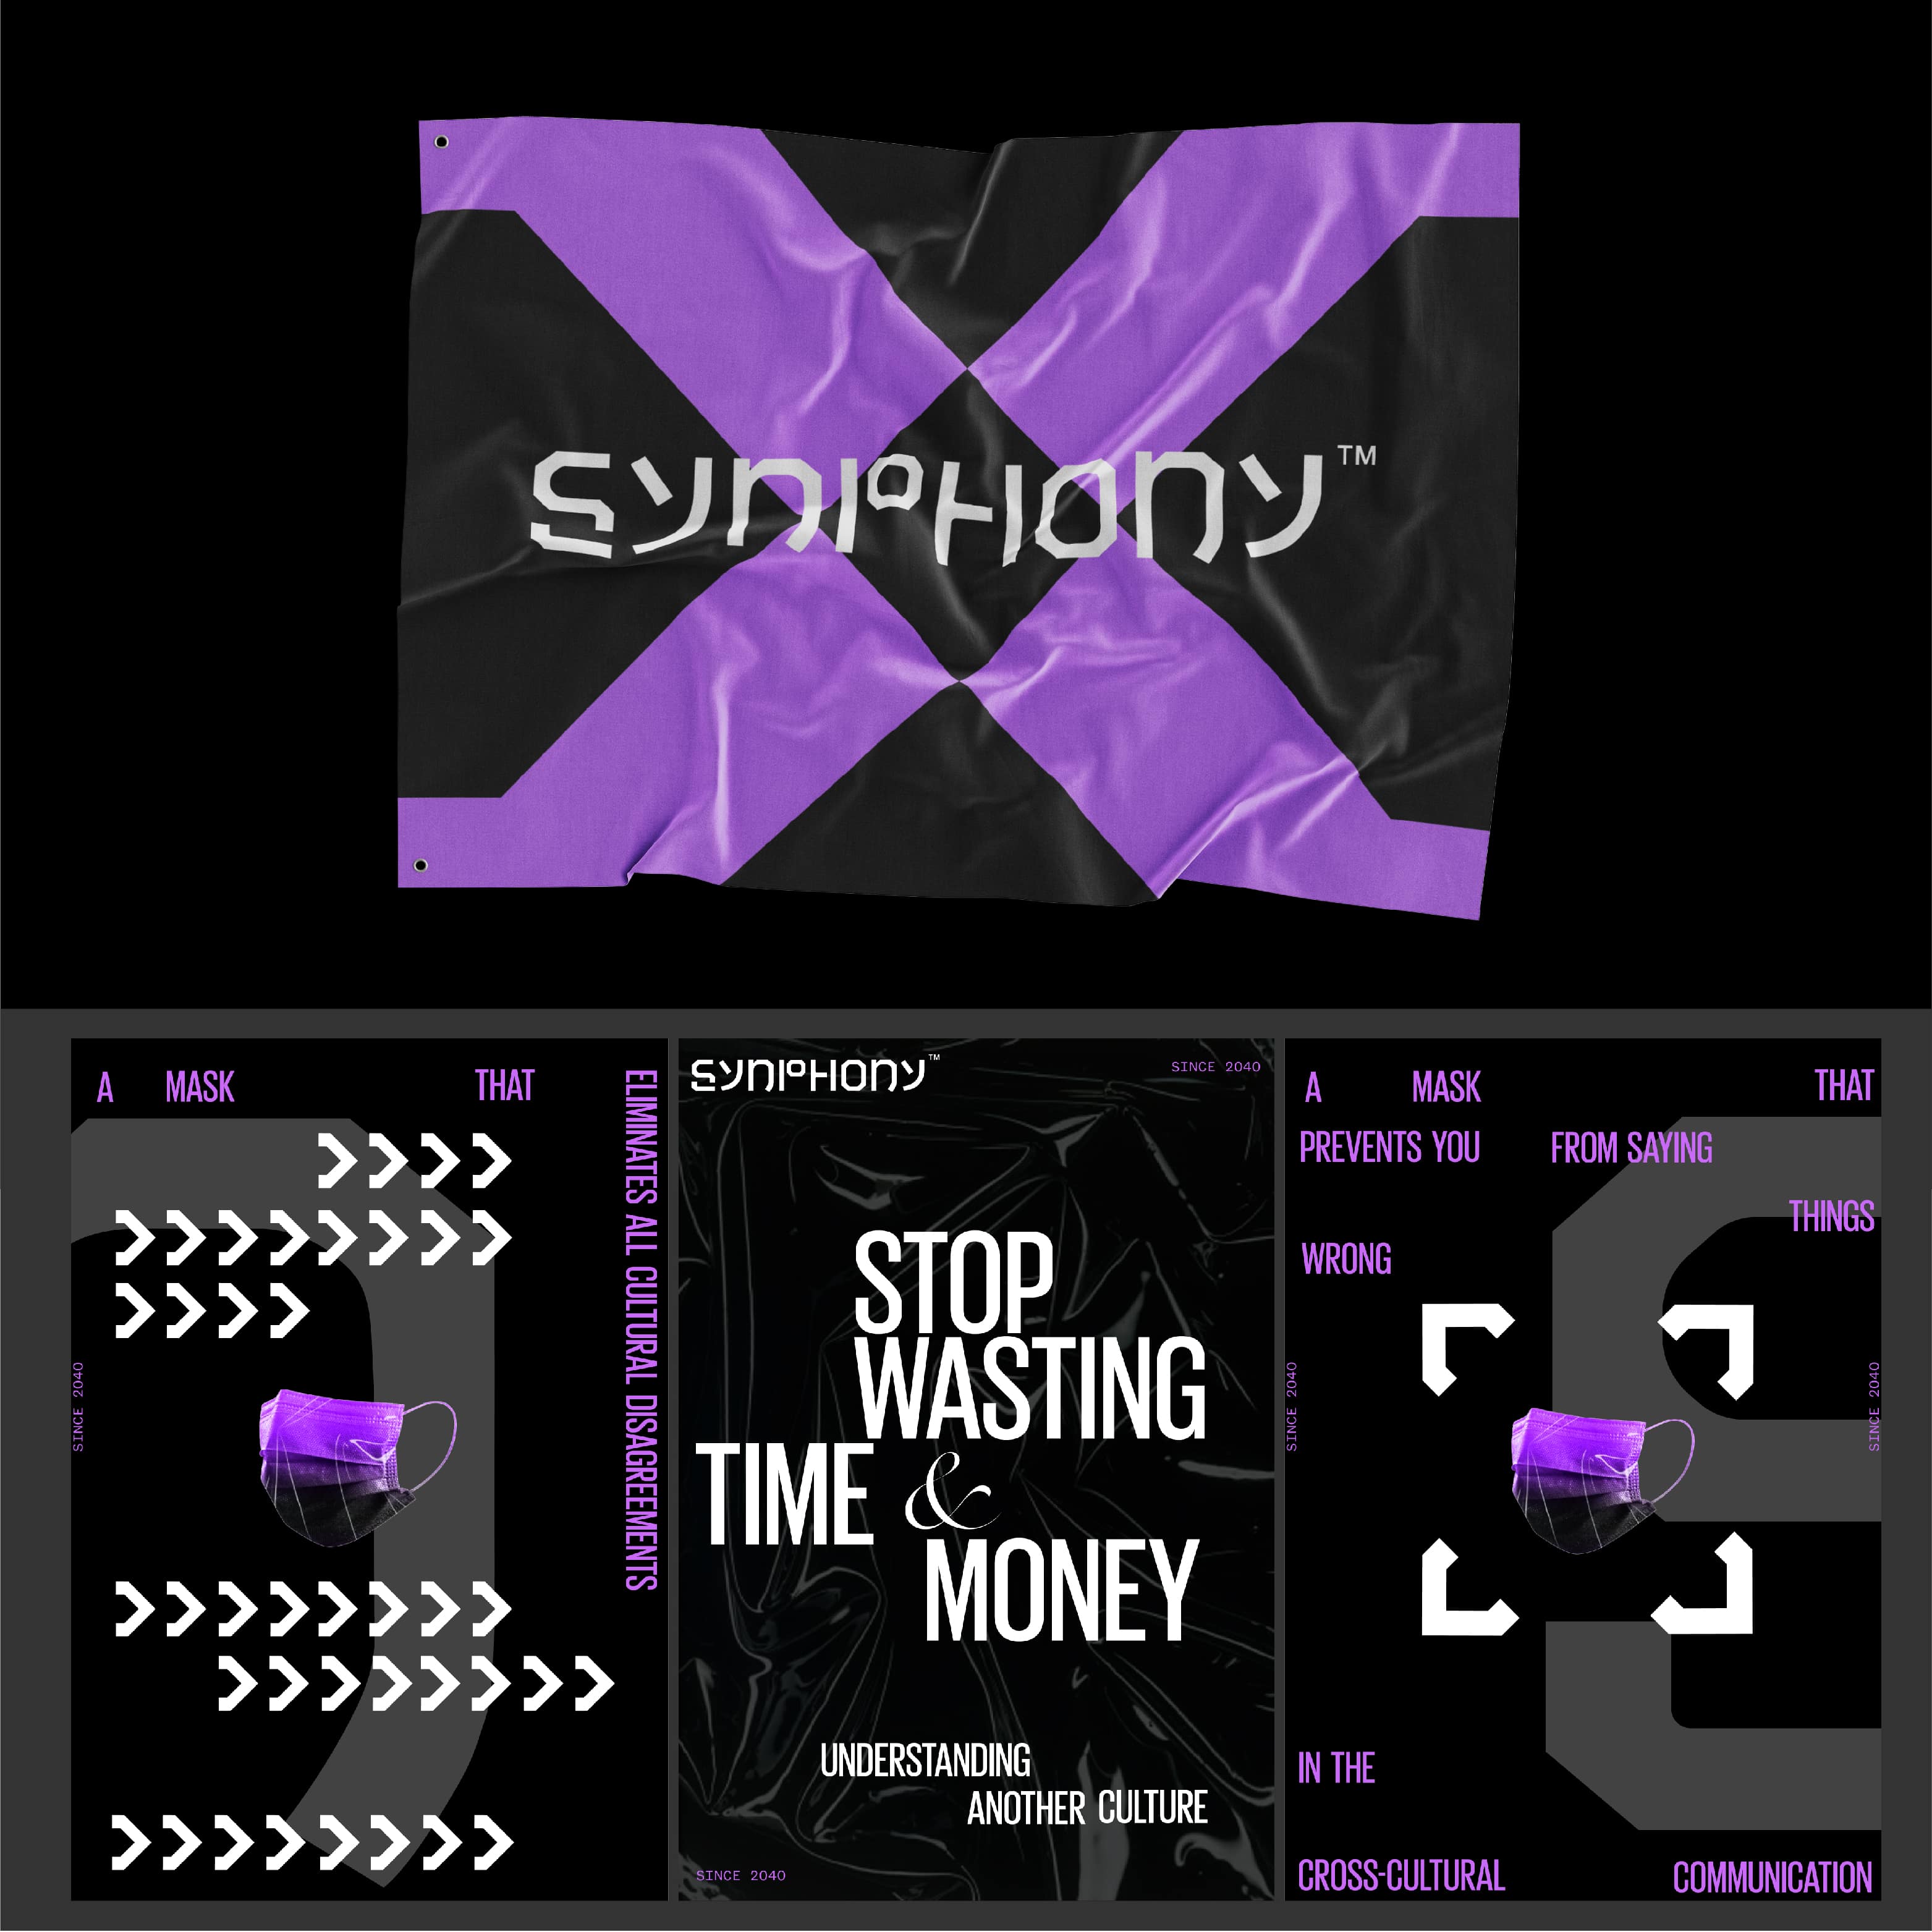 SYNPHONY™
A MASK THAT
ELIMINATES ALL CULTURAL DISAGREEMENTS
SINCE 2040
SYNPHONY™
SINCE 2040
STOP
WASTING
TIME &
MONEY
UNDERSTANDING
ANOTHER CULTURE
SINCE 2040
A MASK THAT
PREVENTS YOU FROM SAYING
THINGS
WRONG
SINCE 2040
SINCE 2040
IN THE
CROSS-CULTURAL COMMUNICATION